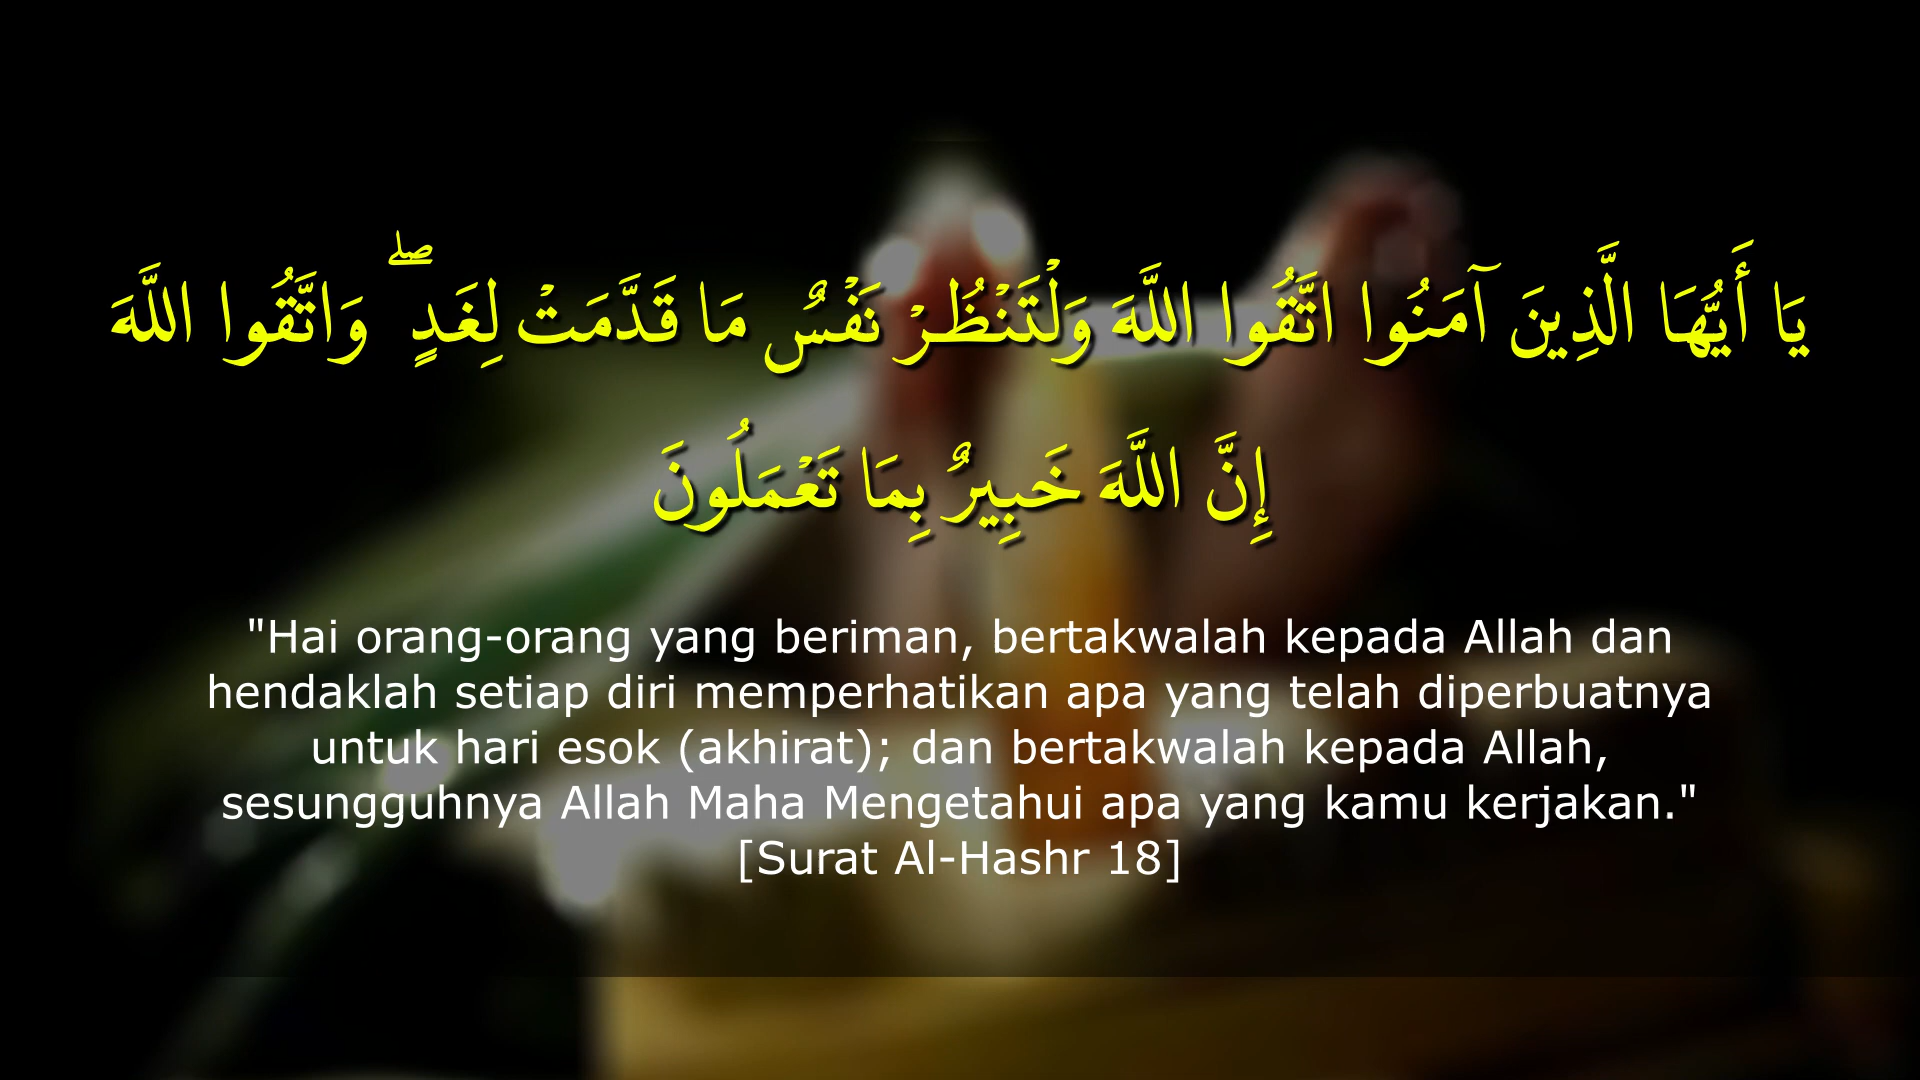 يَا أَيُّهَا الَّذِينَ آمَنُوا اتَّقُوا اللَّهَ وَلْتَنْظُرْ نَفْسٌ مَا قَدَّمَتْ لِغَدٍ ۖ وَاتَّقُوا اللَّهَ
إِنَّ اللَّهَ خَبِيرٌ بِمَا تَعْمَلُونَ
"Hai orang-orang yang beriman, bertakwalah kepada Allah dan
hendaklah setiap diri memperhatikan apa yang telah diperbuatnya
untuk hari esok (akhirat); dan bertakwalah kepada Allah,
sesungguhnya Allah Maha Mengetahui apa yang kamu kerjakan."
[Surat Al-Hashr 18]